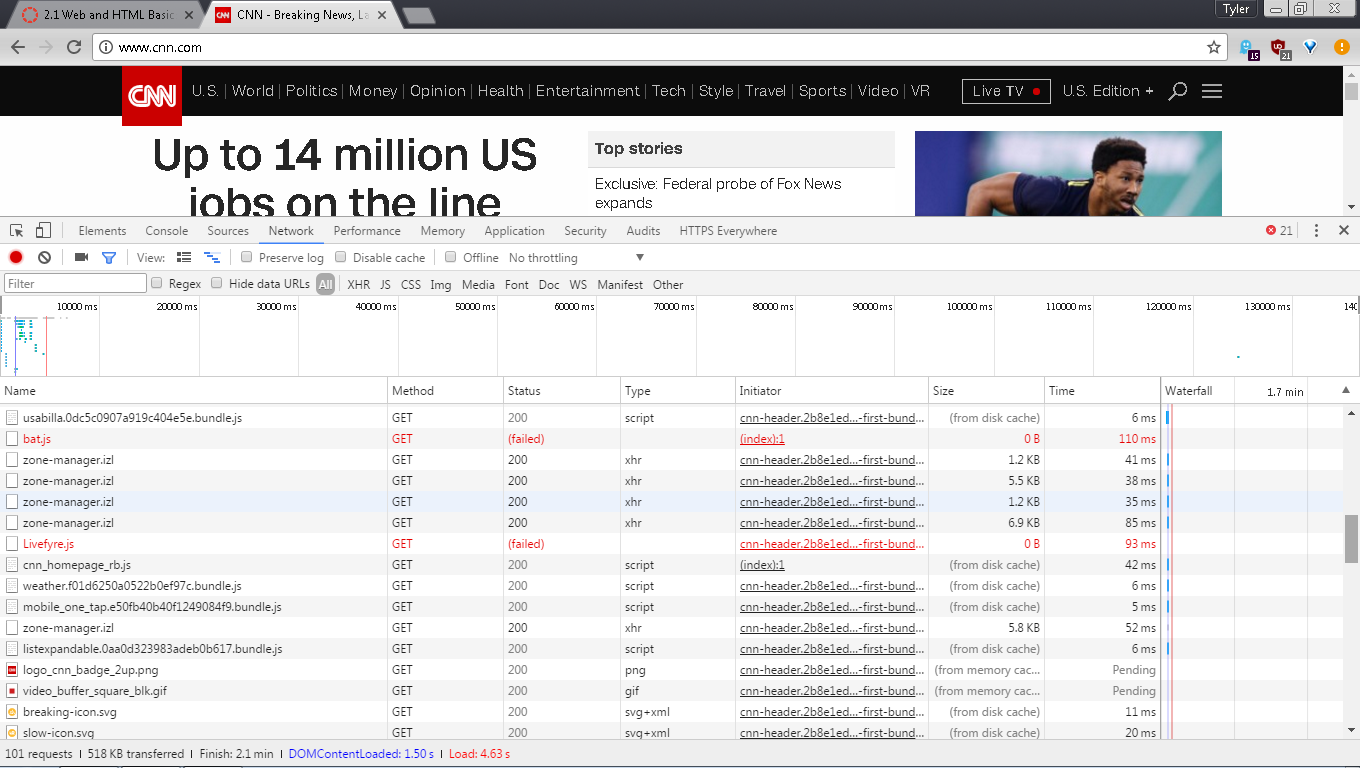 2.1 Web and HTML Basic
CNN - Breaking News, La
Tyler
www.cnn.com
15
21
CNN
U.S. | World | Politics | Money | Opinion | Health | Entertainment | Tech | Style | Travel | Sports | Video | VR
Live TV
U.S. Edition +
Up to 14 million US
jobs on the line
Top stories
Exclusive: Federal probe of Fox News
expands
Elements Console Sources Network Performance Memory Application Security Audits HTTPS Everywhere 21
View: Preserve log Disable cache Offline No throttling
Filter Regex Hide data URLs All XHR JS CSS Img Media Font Doc WS Manifest Other
10000 ms 20000 ms 30000 ms 40000 ms 50000 ms 60000 ms 70000 ms 80000 ms 90000 ms 100000 ms 110000 ms 120000 ms 130000 ms 140
Name Method Status Type Initiator Size Time Waterfall 1.7 min
usabilla.0dc5c0907a919c404e5e.bundle.js GET 200 script cnn-header.2b8e1ed...-first-bund... (from disk cache) 6 ms
bat.js GET (failed) (index):1 0 B 110 ms
zone-manager.izl GET 200 xhr cnn-header.2b8e1ed...-first-bund... 1.2 KB 41 ms
zone-manager.izl GET 200 xhr cnn-header.2b8e1ed...-first-bund... 5.5 KB 38 ms
zone-manager.izl GET 200 xhr cnn-header.2b8e1ed...-first-bund... 1.2 KB 35 ms
zone-manager.izl GET 200 xhr cnn-header.2b8e1ed...-first-bund... 6.9 KB 85 ms
Livefyre.js GET (failed) cnn-header.2b8e1ed...-first-bund... 0 B 93 ms
cnn_homepage_rb.js GET 200 script (index):1 (from disk cache) 42 ms
weather.f01d6250a0522b0ef97c.bundle.js GET 200 script cnn-header.2b8e1ed...-first-bund... (from disk cache) 6 ms
mobile_one_tap.e50fb40b40f1249084f9.bundle.js GET 200 script cnn-header.2b8e1ed...-first-bund... (from disk cache) 5 ms
zone-manager.izl GET 200 xhr cnn-header.2b8e1ed...-first-bund... 5.8 KB 52 ms
listexpandable.0aa0d323983adeb0b617.bundle.js GET 200 script cnn-header.2b8e1ed...-first-bund... (from disk cache) 6 ms
logo_cnn_badge_2up.png GET 200 png cnn-header.2b8e1ed...-first-bund... (from memory cac... Pending
video_buffer_square_blk.gif GET 200 gif cnn-header.2b8e1ed...-first-bund... (from memory cac... Pending
breaking-icon.svg GET 200 svg+xml cnn-header.2b8e1ed...-first-bund... (from disk cache) 11 ms
slow-icon.svg GET 200 svg+xml cnn-header.2b8e1ed...-first-bund... (from disk cache) 20 ms
101 requests | 518 KB transferred | Finish: 2.1 min | DOMContentLoaded: 1.50 s | Load: 4.63 s